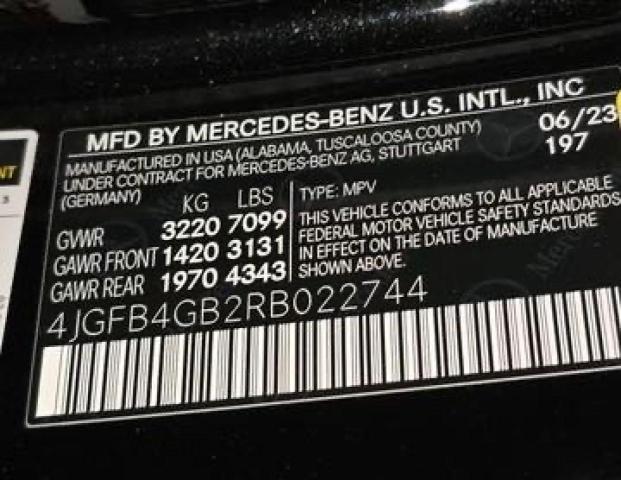 MFD BY MERCEDES-BENZ U.S. INTL., INC
MANUFACTURED IN USA (ALABAMA, TUSCALOOSA COUNTY) 06/23
UNDER CONTRACT FOR MERCEDES-BENZ AG, STUTTGART 197
(GERMANY)
KG LBS
GVWR 3220 7099
GAWR FRONT 1420 3131
GAWR REAR 1970 4343
TYPE: MPV
THIS VEHICLE CONFORMS TO ALL APPLICABLE
FEDERAL MOTOR VEHICLE SAFETY STANDARDS
IN EFFECT ON THE DATE OF MANUFACTURE
SHOWN ABOVE.
4JGFB4GB2RB022744